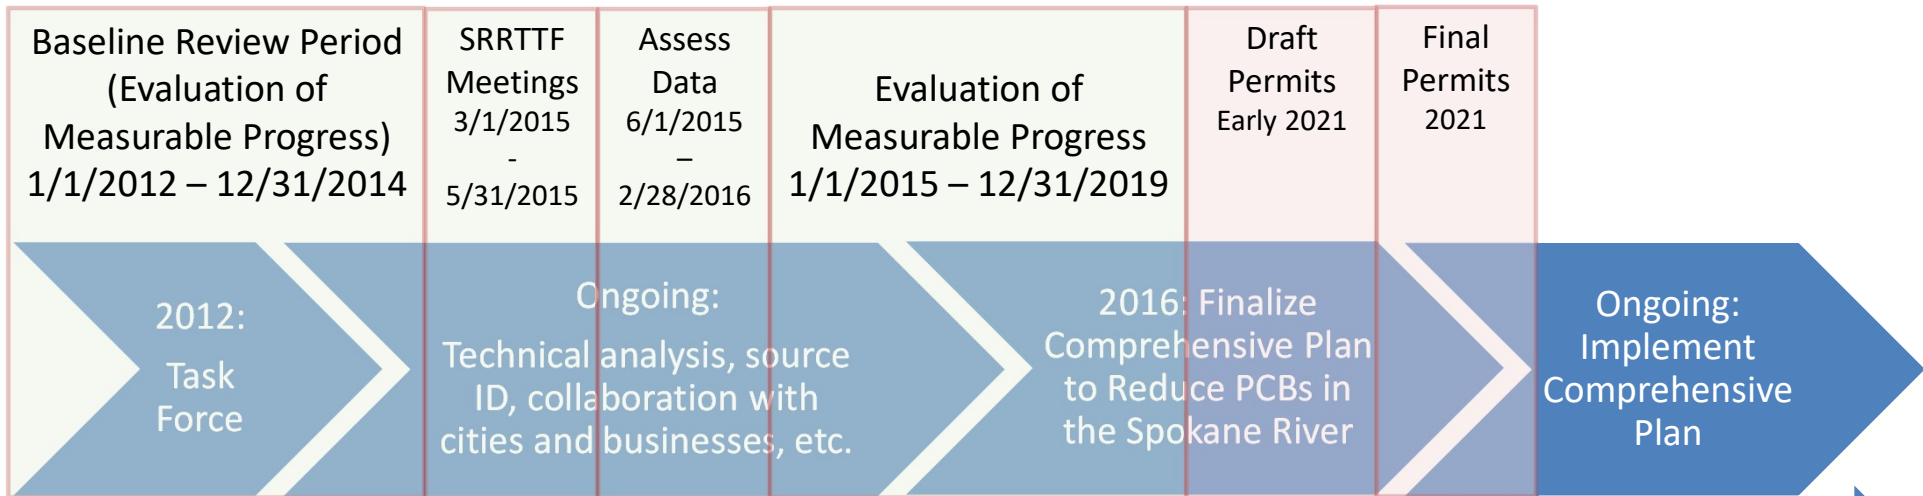 Baseline Review Period
(Evaluation of
Measurable Progress)
1/1/2012 – 12/31/2014
SRRTTF
Meetings
3/1/2015
-
5/31/2015
Assess
Data
6/1/2015
–
2/28/2016
Evaluation of
Measurable Progress
1/1/2015 – 12/31/2019
Draft
Permits
Early 2021
Final
Permits
2021
2012:
Task
Force
Ongoing:
Technical analysis, source
ID, collaboration with
cities and businesses, etc.
2016: Finalize
Comprehensive Plan
to Reduce PCBs in
the Spokane River
Ongoing:
Implement
Comprehensive
Plan